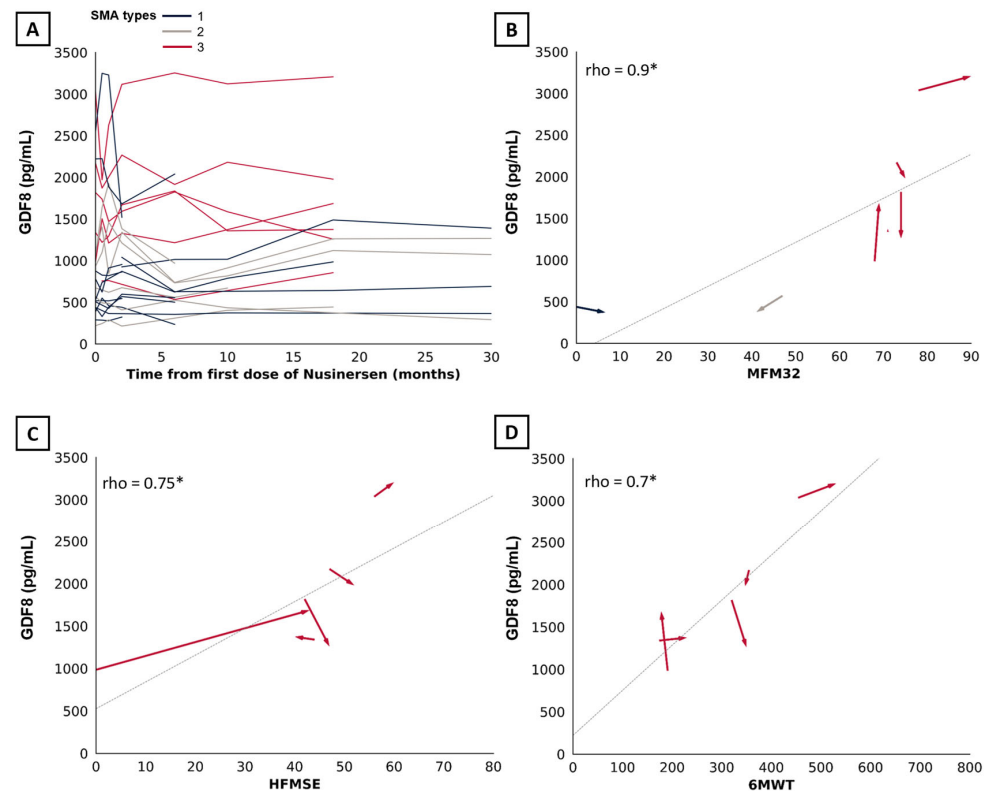 A
SMA types
1
2
3
GDF8 (pg/mL)
3500
3000
2500
2000
1500
1000
500
0
0 5 10 15 20 25 30
Time from first dose of Nusinersen (months)
B
rho = 0.9*
GDF8 (pg/mL)
3500
3000
2500
2000
1500
1000
500
0
0 10 20 30 40 50 60 70 80 90
MFM32
C
rho = 0.75*
GDF8 (pg/mL)
3500
3000
2500
2000
1500
1000
500
0
0 10 20 30 40 50 60 70 80
HFMSE
D
rho = 0.7*
GDF8 (pg/mL)
3500
3000
2500
2000
1500
1000
500
0
0 100 200 300 400 500 600 700 800
6MWT